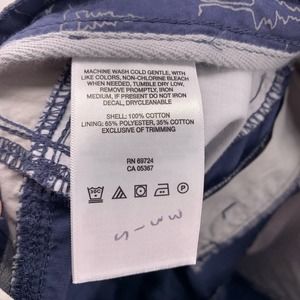 MACHINE WASH COLD GENTLE, WITH
LIKE COLORS, NON-CHLORINE BLEACH
WHEN NEEDED, TUMBLE DRY LOW,
REMOVE PROMPTLY, IRON
MEDIUM, IF PRESENT DO NOT IRON
DECAL, DRYCLEANABLE
SHELL: 100% COTTON
LINING: 65% POLYESTER, 35% COTTON
EXCLUSIVE OF TRIMMING
RN 69724
CA 05367